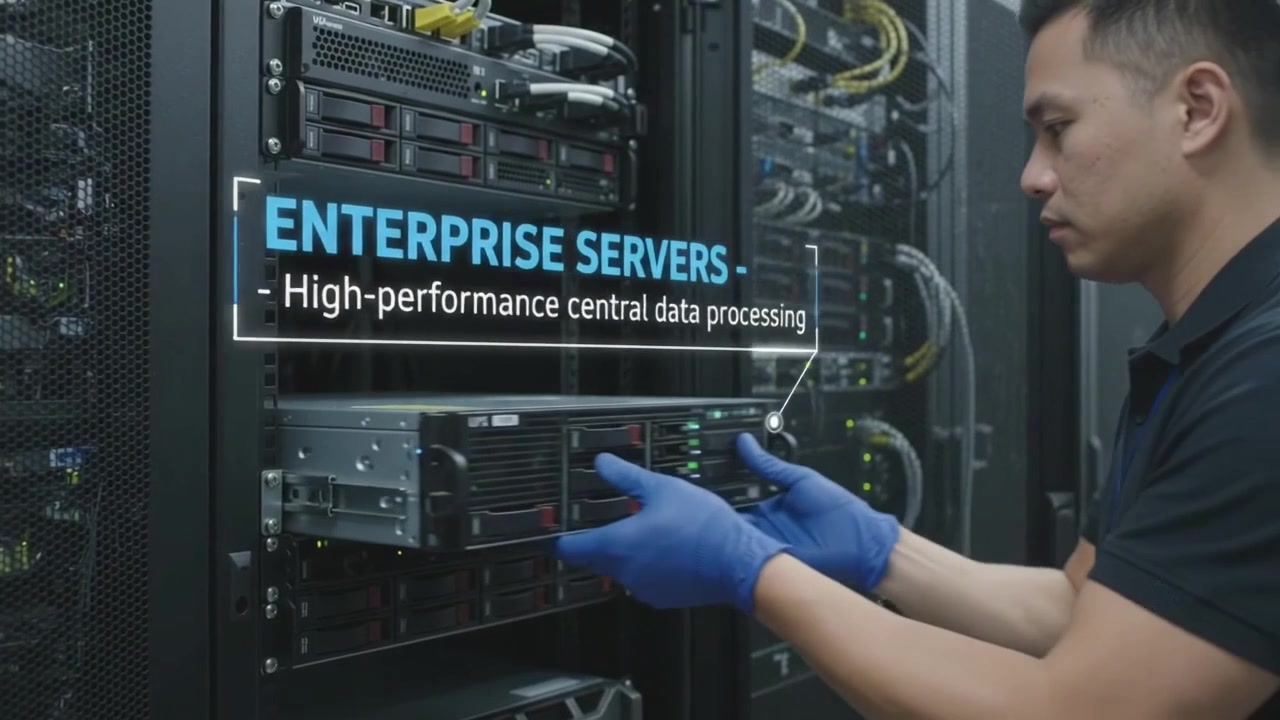 ENTERPRISE SERVERS -
- High-performance central data processing